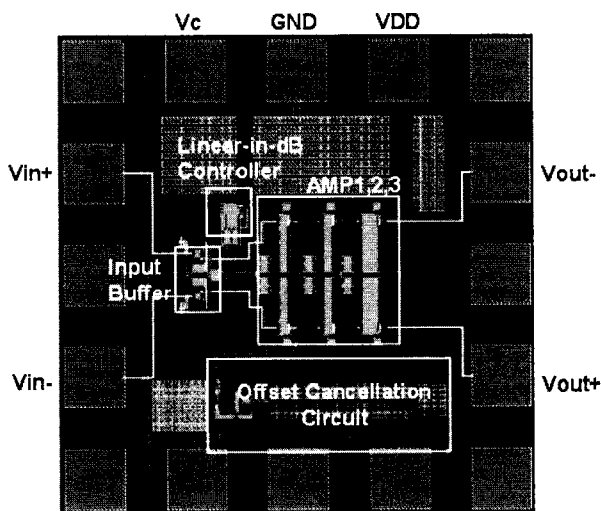 Vc GND VDD
Linear-in-dB
Controller
Vin+
Vout-
AMP1,2,3
Input
Buffer
Vin-
Vout+
Offset Cancellation
Circuit